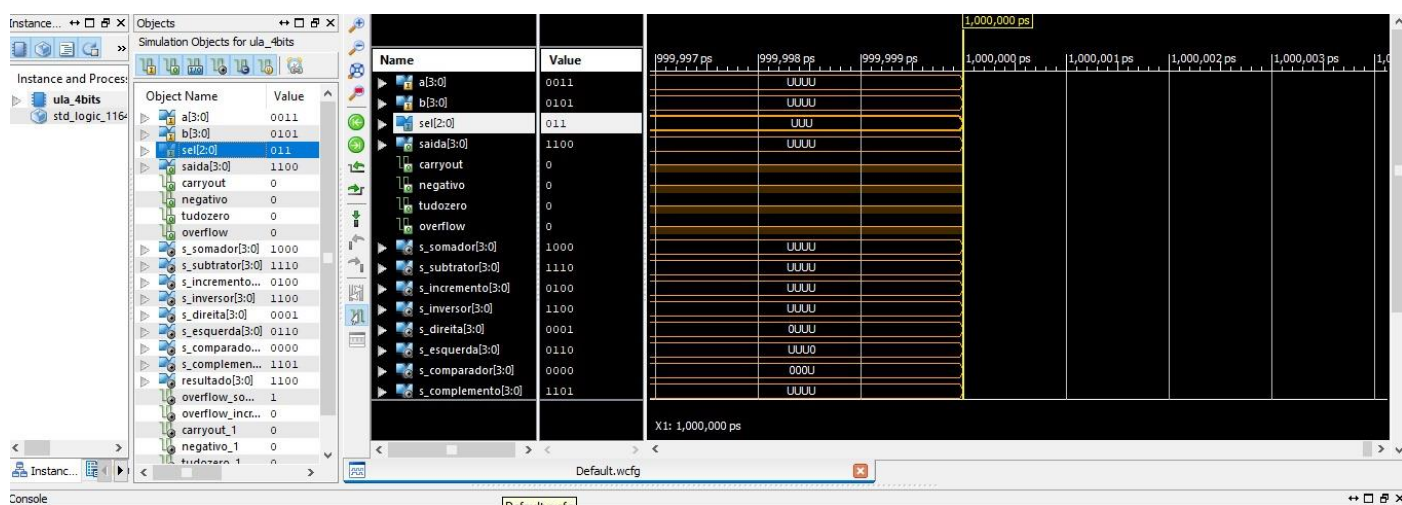 Instance...
Objects
Simulation Objects for ula_4bits
Instance and Proces
ula_4bits
std_logic_116
Object Name Value
a[3:0] 0011
b[3:0] 0101
sel[2:0] 011
saida[3:0] 1100
carryout 0
negativo 0
tudozero 0
overflow 0
s_somador[3:0] 1000
s_subtrator[3:0] 1110
s_incremento... 0100
s_inversor[3:0] 1100
s_direita[3:0] 0001
s_esquerda[3:0] 0110
s_comparado... 0000
s_complemen... 1101
resultado[3:0] 1100
overflow_so... 1
overflow_incr... 0
carryout_1 0
negativo_1 0
tudozero_1 0
Instanc...
Name Value
a[3:0] 0011 UUUU
b[3:0] 0101 UUUU
sel[2:0] 011 UUU
saida[3:0] 1100 UUUU
carryout 0
negativo 0
tudozero 0
overflow 0
s_somador[3:0] 1000 UUUU
s_subtrator[3:0] 1110 UUUU
s_incremento[3:0] 0100 UUUU
s_inversor[3:0] 1100 UUUU
s_direita[3:0] 0001 0UUU
s_esquerda[3:0] 0110 UUU0
s_comparador[3:0] 0000 000U
s_complemento[3:0] 1101 UUUU
1,000,000 ps
999,997 ps 999,998 ps 999,999 ps 1,000,000 ps 1,000,001 ps 1,000,002 ps 1,000,003 ps
X1: 1,000,000 ps
Default.wcfg
Console